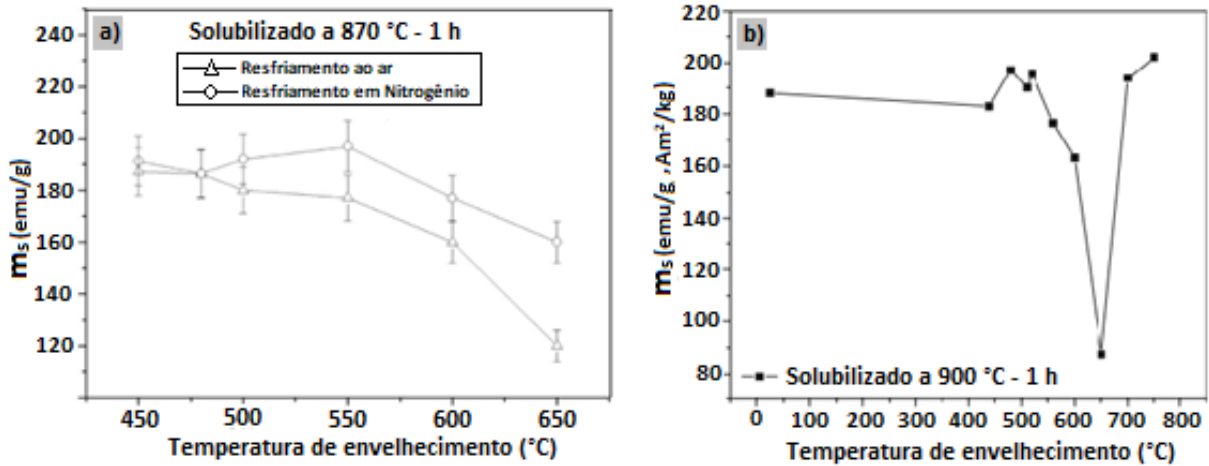 a)
Solubilizado a 870 °C - 1 h
Resfriamento ao ar
Resfriamento em Nitrogênio
240
220
200
180
160
140
120
mₛ (emu/g)
450 500 550 600 650
Temperatura de envelhecimento (°C)
b)
220
200
180
160
140
120
100
80
mₛ (emu/g ,Am²/kg)
Solubilizado a 900 °C - 1 h
0 100 200 300 400 500 600 700 800
Temperatura de envelhecimento (°C)